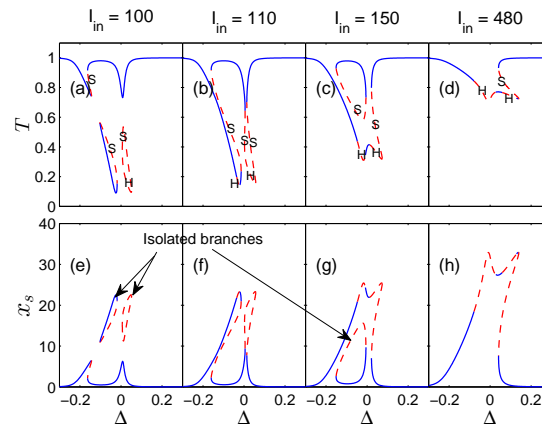 I_in = 100 I_in = 110 I_in = 150 I_in = 480
1
0.8
0.6
0.4
0.2
0
T
(a) (b) (c) (d)
S S S H S H
S S S S S S
H H H H H
40
30
20
10
0
x_s
(e) (f) (g) (h)
Isolated branches
−0.2 0 0.2 −0.2 0 0.2 −0.2 0 0.2 −0.2 0 0.2
Δ Δ Δ Δ